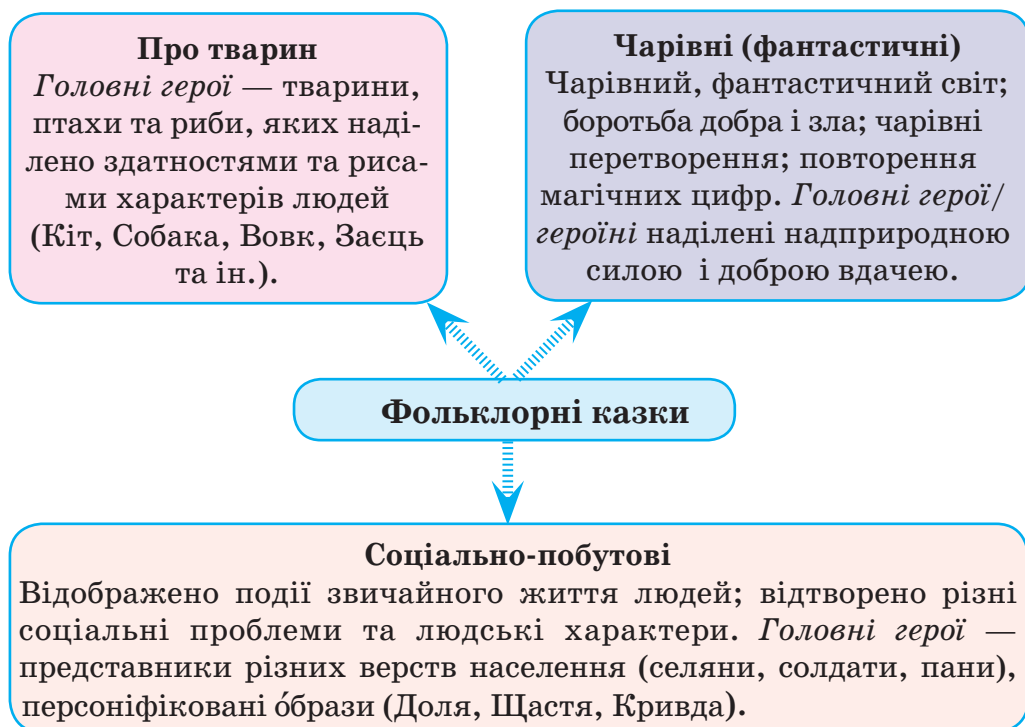 Про тварин
Головні герої — тварини,
птахи та риби, яких наді-
лено здатностями та риса-
ми характерів людей
(Кіт, Собака, Вовк, Заєць
та ін.).
Чарівні (фантастичні)
Чарівний, фантастичний світ;
боротьба добра і зла; чарівні
перетворення; повторення
магічних цифр. Головні герої/
героїні наділені надприродною
силою і доброю вдачею.
Фольклорні казки
Соціально-побутові
Відображено події звичайного життя людей; відтворено різні
соціальні проблеми та людські характери. Головні герої —
представники різних верств населення (селяни, солдати, пани),
персоніфіковані о́брази (Доля, Щастя, Кривда).